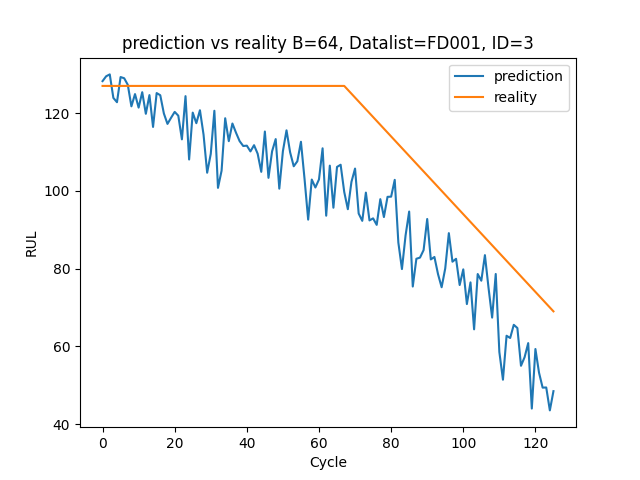 prediction vs reality B=64, Datalist=FD001, ID=3
prediction
reality
120
100
80
60
40
RUL
0 20 40 60 80 100 120
Cycle